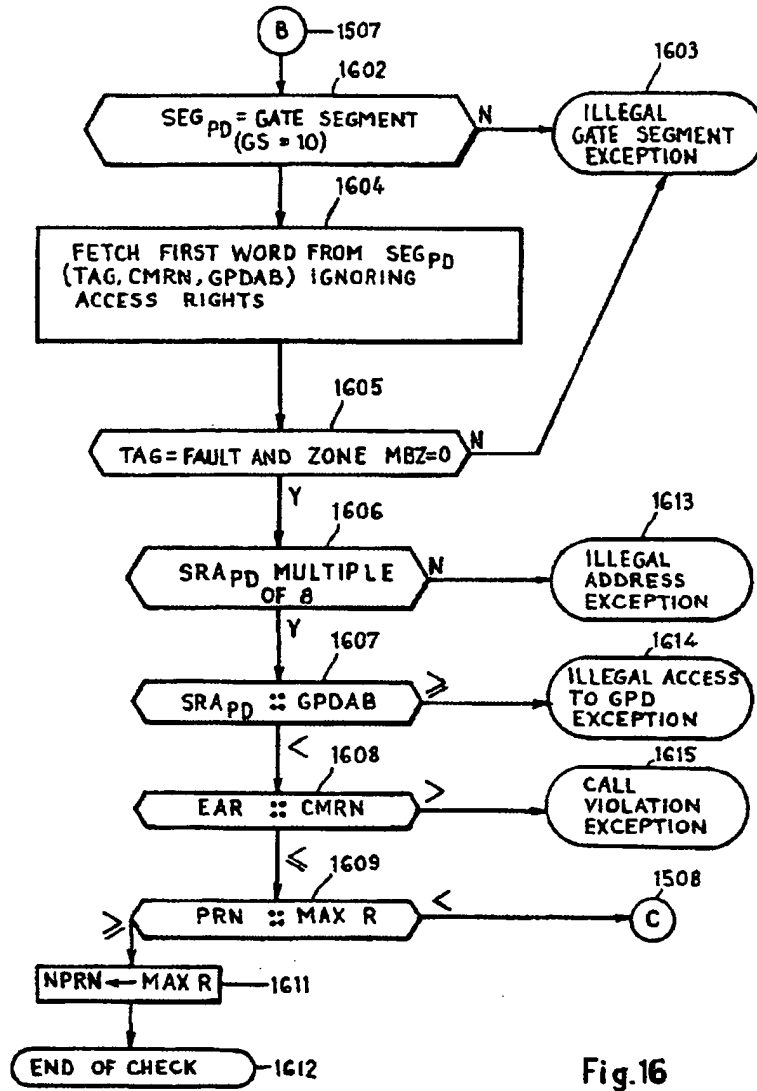 B
1507
1602
SEG PD = GATE SEGMENT
(GS = 10)
N
1603
ILLEGAL
GATE SEGMENT
EXCEPTION
1604
FETCH FIRST WORD FROM SEG PD
(TAG, CMRN, GPDAB) IGNORING
ACCESS RIGHTS
1605
TAG = FAULT AND ZONE MBZ=0
N
Y
1606
SRA PD MULTIPLE
OF 8
N
1613
ILLEGAL
ADDRESS
EXCEPTION
Y
1607
SRA PD :: GPDAB
≥
1614
ILLEGAL ACCESS
TO GPD
EXCEPTION
<
1608
EAR :: CMRN
>
1615
CALL
VIOLATION
EXCEPTION
≤
1609
PRN :: MAX R
<
1508
C
≥
NPRN ← MAX R
1611
END OF CHECK
1612
Fig.16